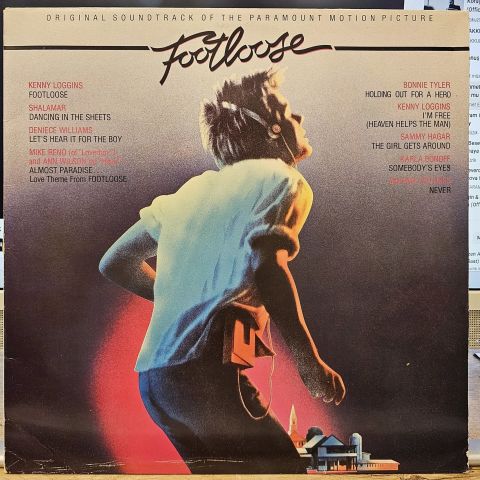 ORIGINAL SOUNDTRACK OF THE PARAMOUNT MOTION PICTURE
Footloose
KENNY LOGGINS
FOOTLOOSE
SHALAMAR
DANCING IN THE SHEETS
DENIECE WILLIAMS
LET'S HEAR IT FOR THE BOY
MIKE RENO (of "Loverboy")
and ANN WILSON (of "Heart")
ALMOST PARADISE...
Love Theme From FOOTLOOSE
BONNIE TYLER
HOLDING OUT FOR A HERO
KENNY LOGGINS
I'M FREE
(HEAVEN HELPS THE MAN)
SAMMY HAGAR
THE GIRL GETS AROUND
KARLA BONOFF
SOMEBODY'S EYES
NEVER